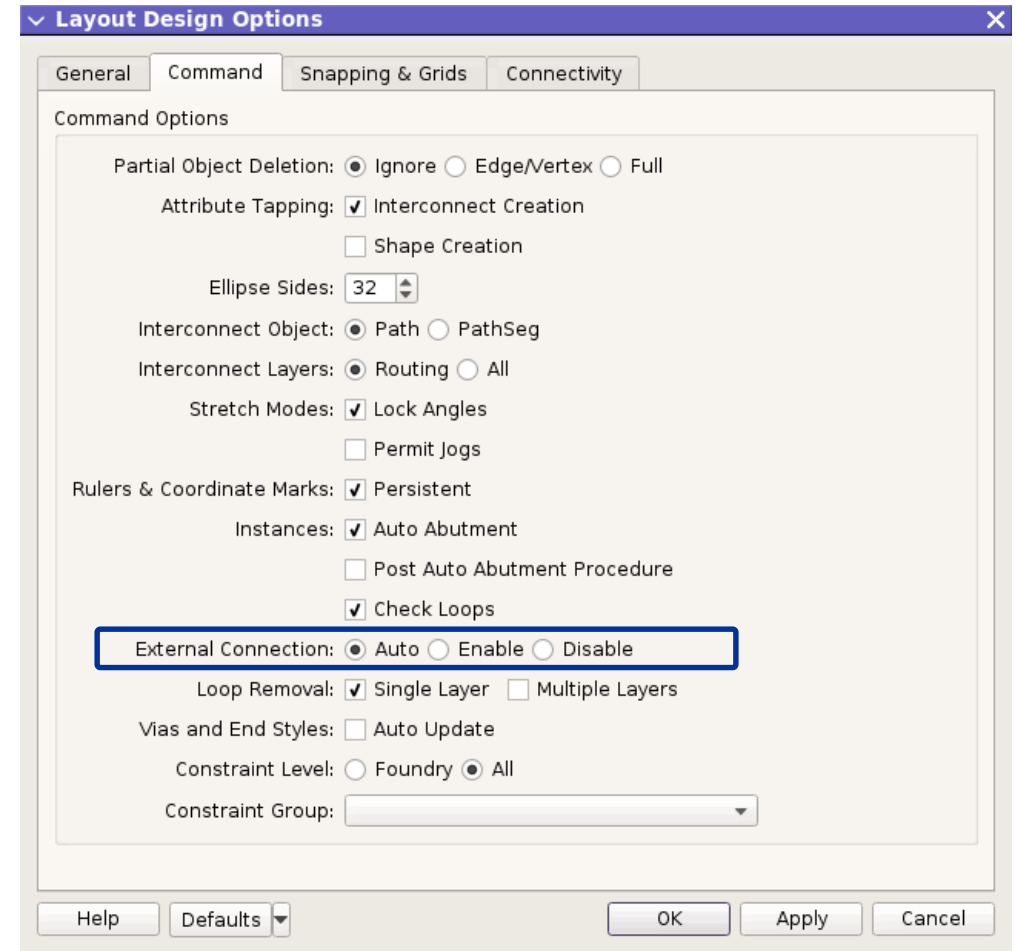 Layout Design Options
General Command Snapping & Grids Connectivity
Command Options
Partial Object Deletion: Ignore Edge/Vertex Full
Attribute Tapping: Interconnect Creation
Shape Creation
Ellipse Sides: 32
Interconnect Object: Path PathSeg
Interconnect Layers: Routing All
Stretch Modes: Lock Angles
Permit Jogs
Rulers & Coordinate Marks: Persistent
Instances: Auto Abutment
Post Auto Abutment Procedure
Check Loops
External Connection: Auto Enable Disable
Loop Removal: Single Layer Multiple Layers
Vias and End Styles: Auto Update
Constraint Level: Foundry All
Constraint Group:
Help Defaults OK Apply Cancel